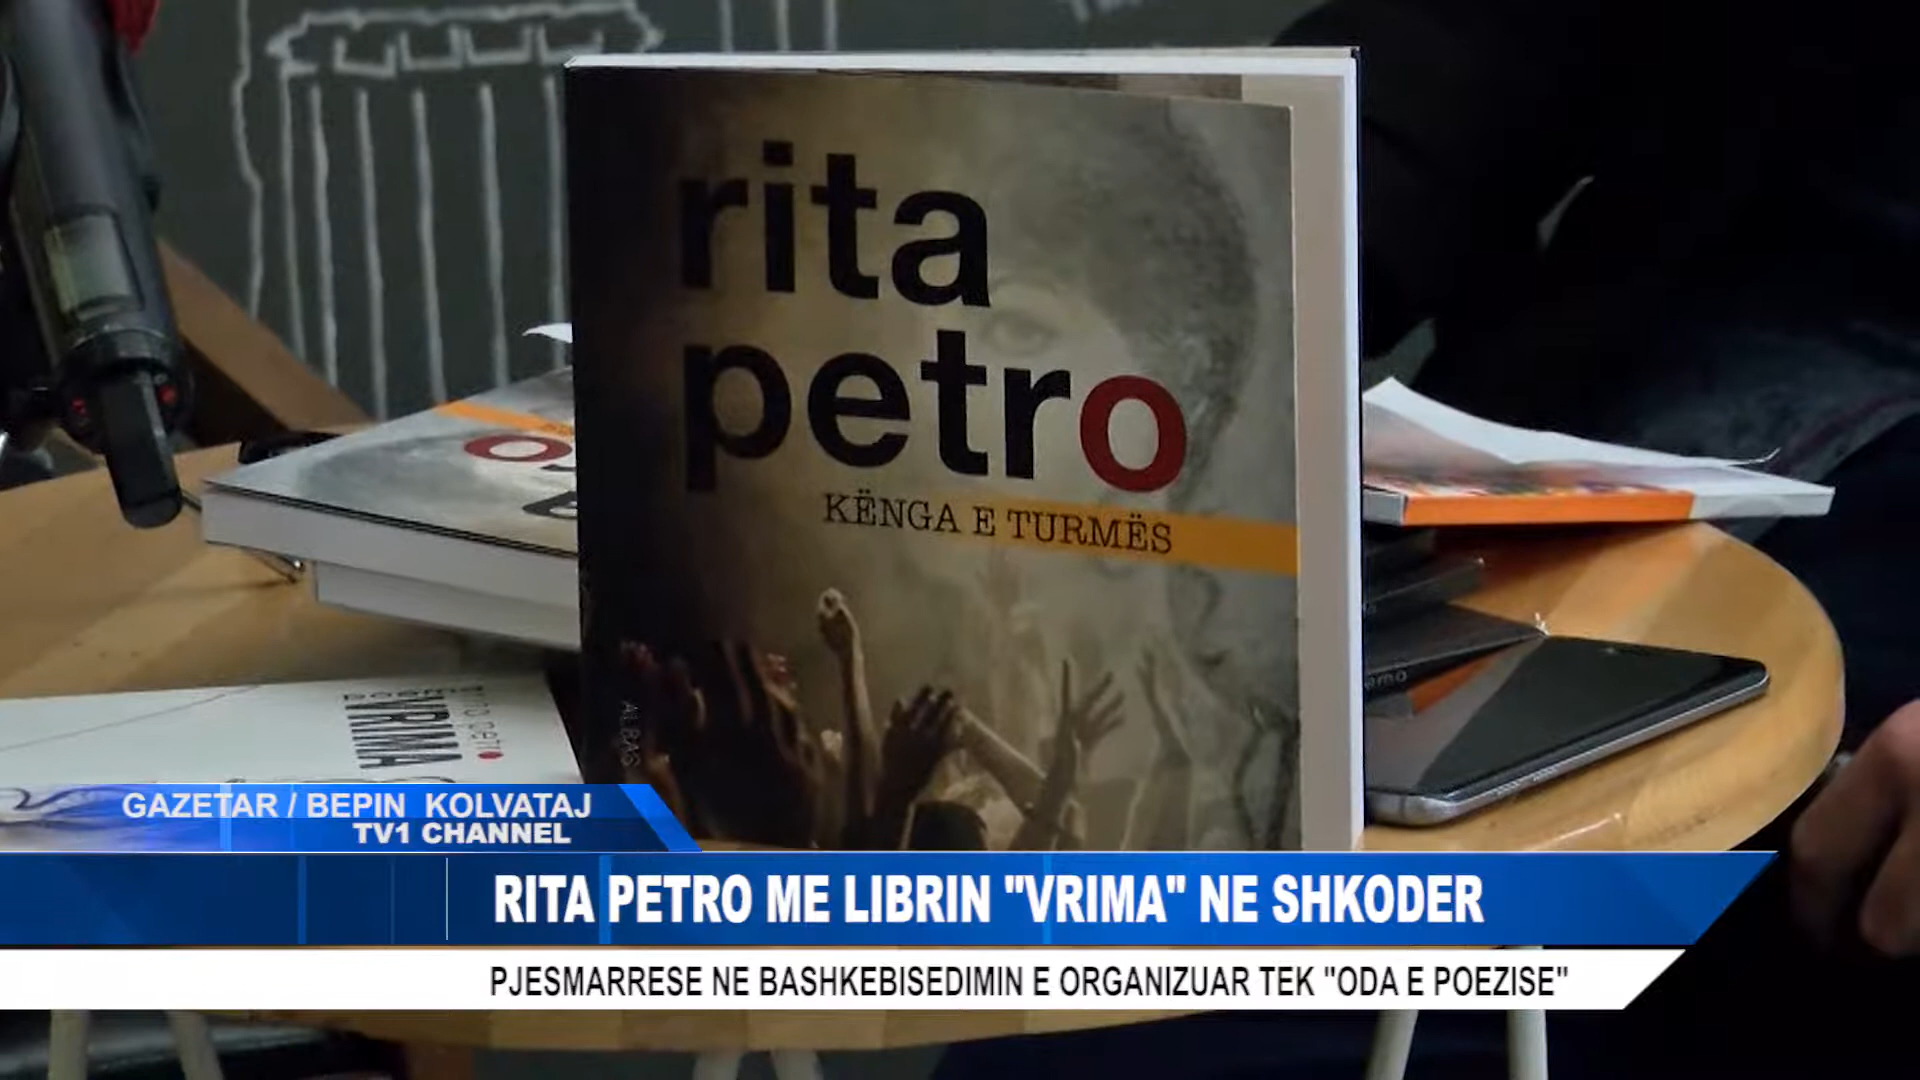 rita
petro
KËNGA E TURMËS
ALBAS
VRIMA
GAZETAR / BEPIN KOLVATAJ
TV1 CHANNEL
RITA PETRO ME LIBRIN "VRIMA" NE SHKODER
PJESMARRESE NE BASHKEBISEDIMIN E ORGANIZUAR TEK "ODA E POEZISE"